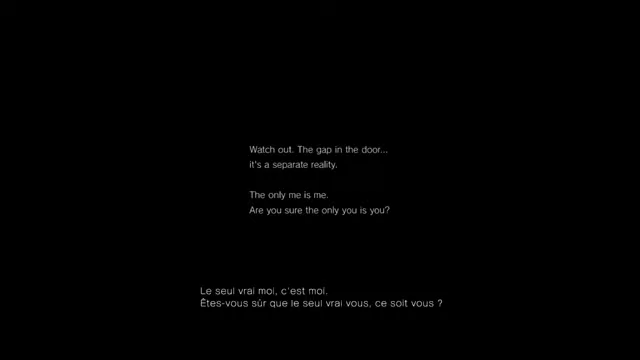 Watch out. The gap in the door...
it's a separate reality.
The only me is me.
Are you sure the only you is you?
Le seul vrai moi, c'est moi.
Êtes-vous sûr que le seul vrai vous, ce soit vous ?